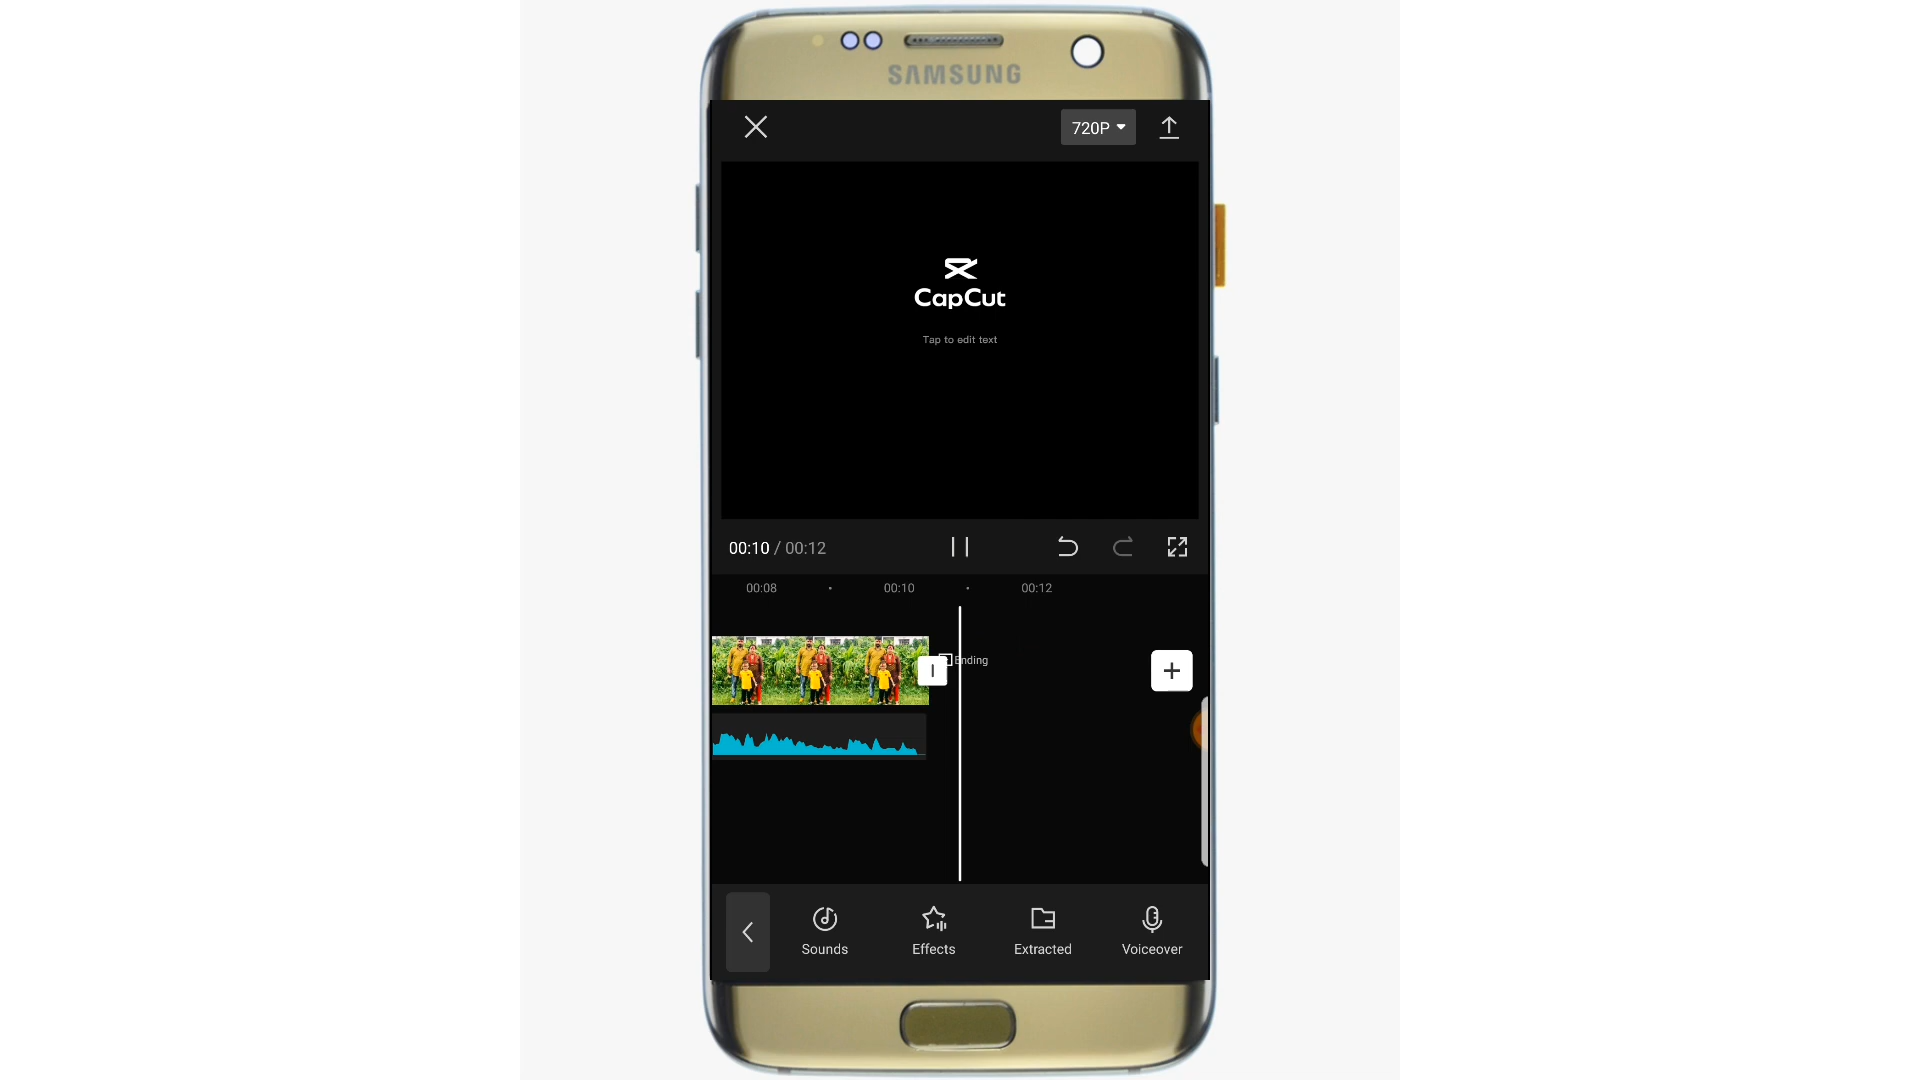 SAMSUNG
720P
CapCut
Tap to edit text
00:10 / 00:12
00:08
00:10
00:12
Ending
Sounds
Effects
Extracted
Voiceover